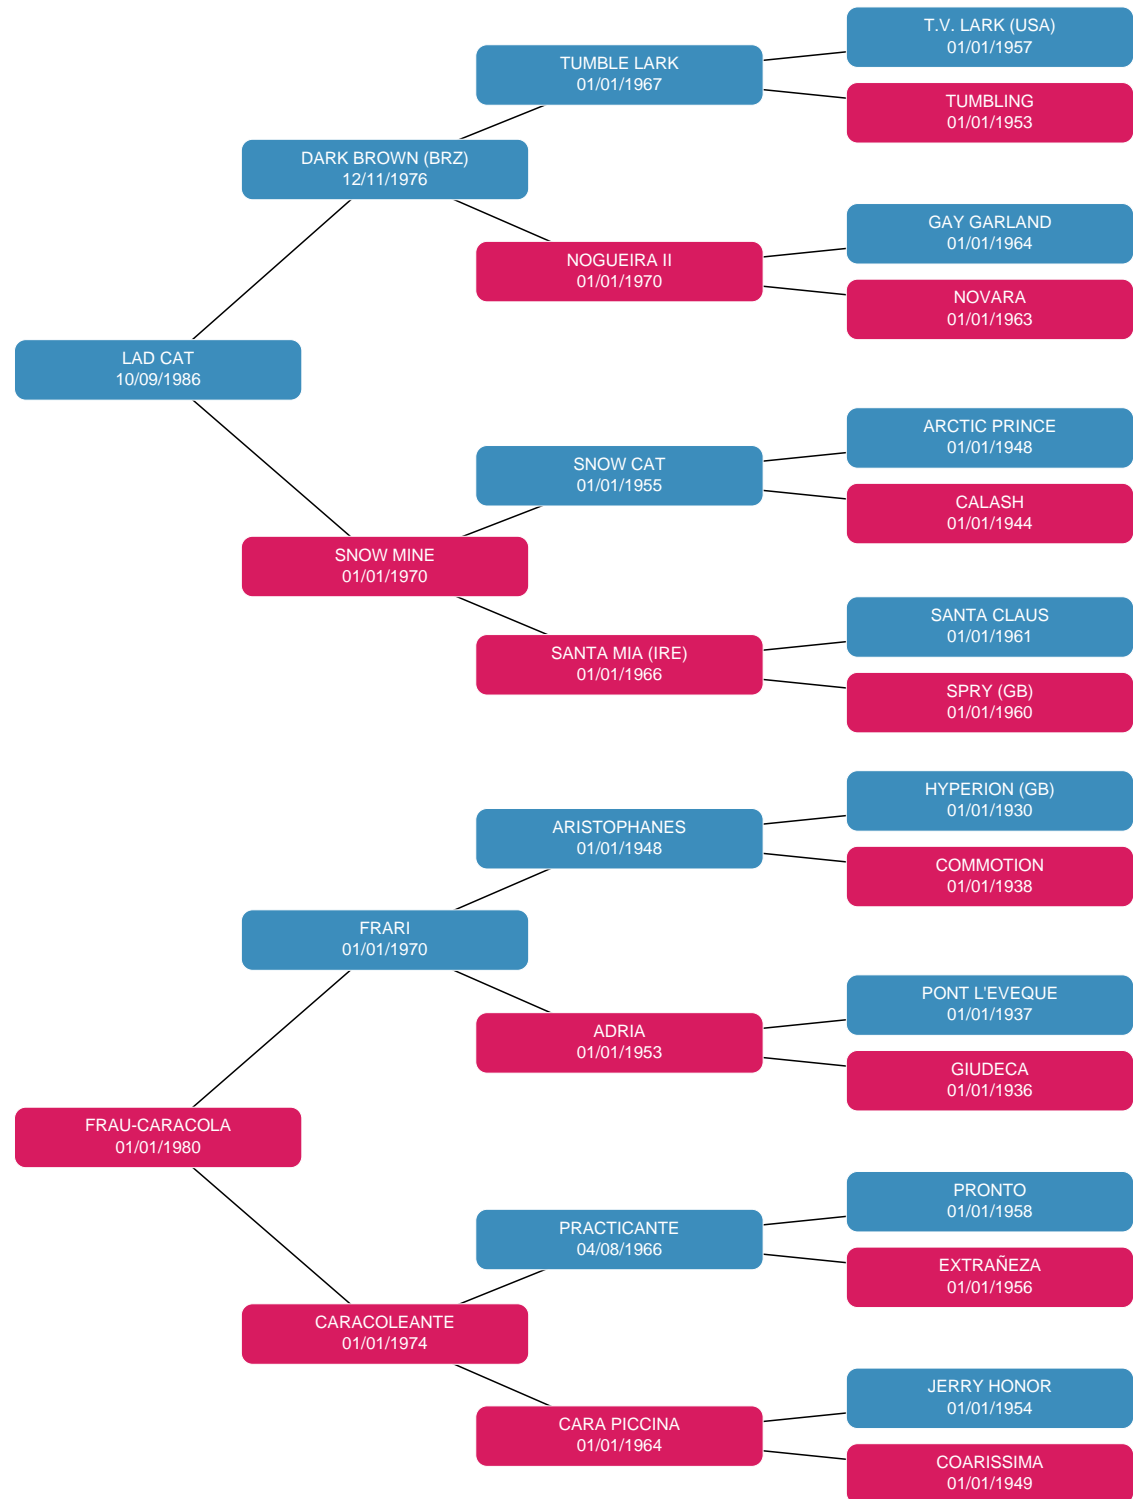 T.V. LARK (USA)
01/01/1957
TUMBLE LARK
01/01/1967
TUMBLING
01/01/1953
DARK BROWN (BRZ)
12/11/1976
GAY GARLAND
01/01/1964
NOGUEIRA II
01/01/1970
NOVARA
01/01/1963
LAD CAT
10/09/1986
ARCTIC PRINCE
01/01/1948
SNOW CAT
01/01/1955
CALASH
01/01/1944
SNOW MINE
01/01/1970
SANTA CLAUS
01/01/1961
SANTA MIA (IRE)
01/01/1966
SPRY (GB)
01/01/1960
HYPERION (GB)
01/01/1930
ARISTOPHANES
01/01/1948
COMMOTION
01/01/1938
FRARI
01/01/1970
PONT L'EVEQUE
01/01/1937
ADRIA
01/01/1953
GIUDECA
01/01/1936
FRAU-CARACOLA
01/01/1980
PRONTO
01/01/1958
PRACTICANTE
04/08/1966
EXTRAÑEZA
01/01/1956
CARACOLEANTE
01/01/1974
JERRY HONOR
01/01/1954
CARA PICCINA
01/01/1964
COARISSIMA
01/01/1949